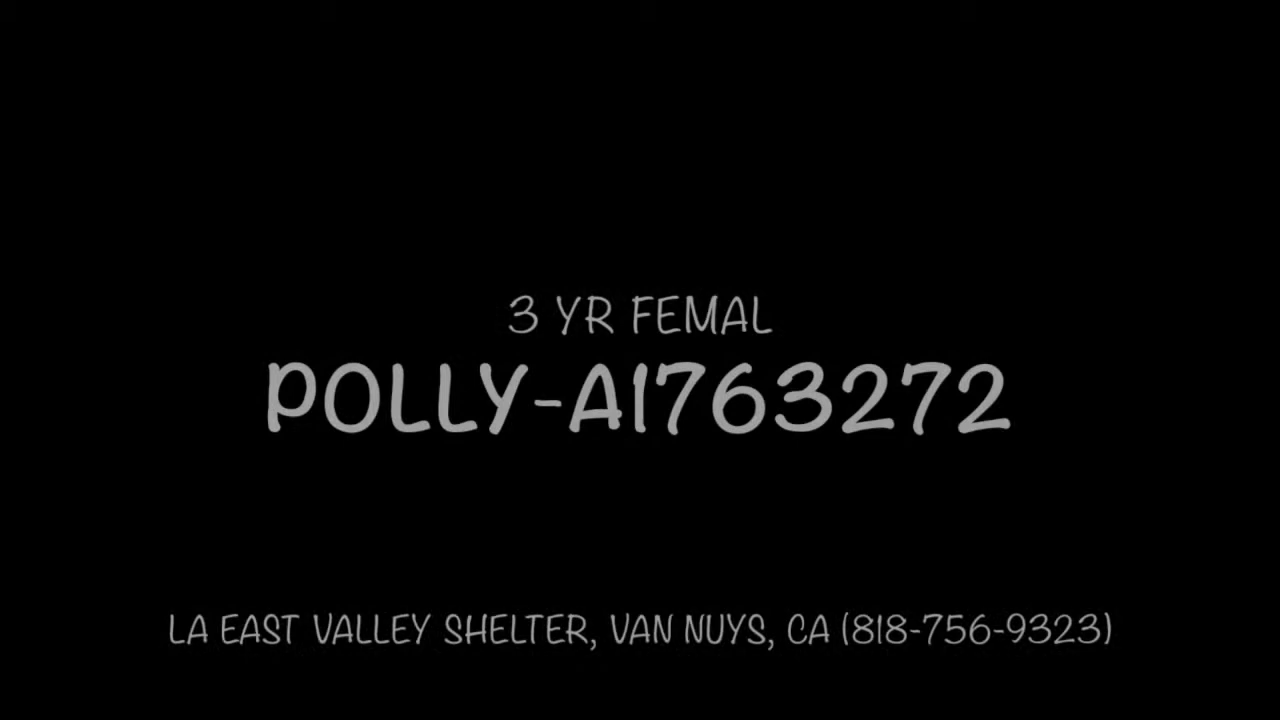 3 YR FEMAL
POLLY-A1763272
LA EAST VALLEY SHELTER, VAN NUYS, CA (818-756-9323)